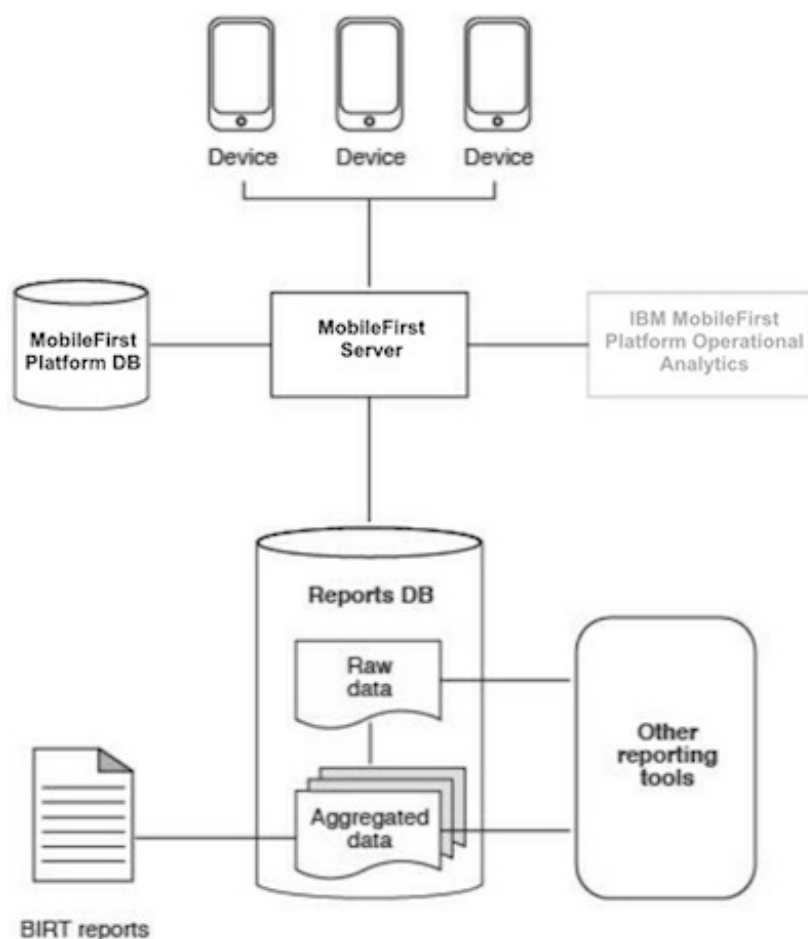 Device Device Device
MobileFirst
Platform DB
MobileFirst
Server
IBM MobileFirst
Platform Operational
Analytics
Reports DB
Raw
data
Aggregated
data
Other
reporting
tools
BIRT reports